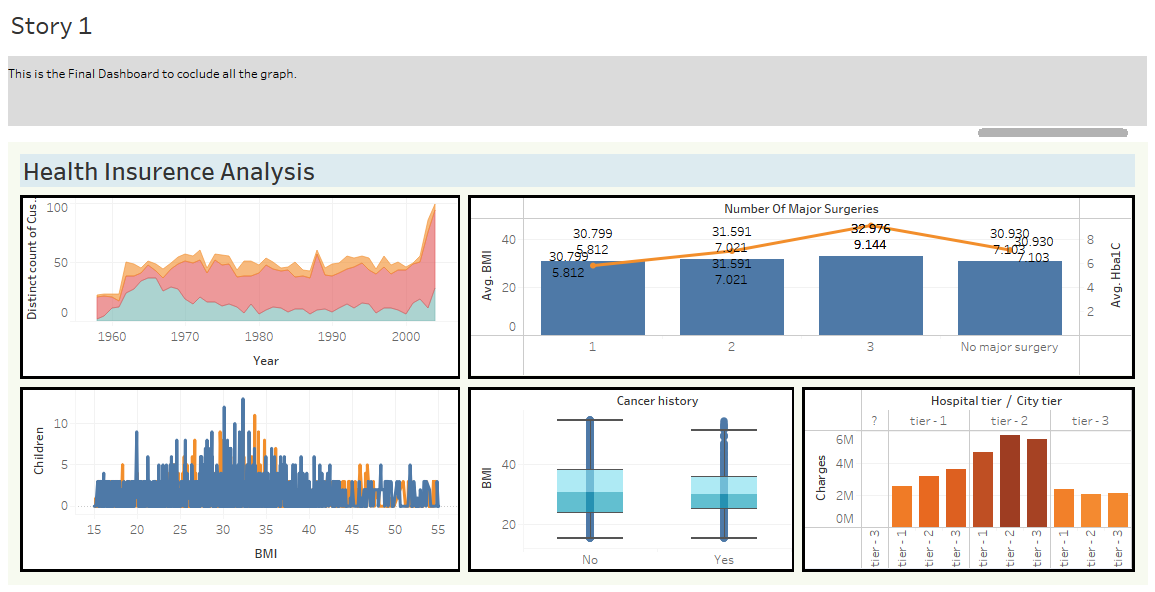 Story 1
This is the Final Dashboard to coclude all the graph.
Health Insurence Analysis
Distinct count of Cus..
100
50
0
1960
1970
1980
1990
2000
Year
Number Of Major Surgeries
Avg. BMI
40
20
0
30.799
5.812
30.799
5.812
31.591
7.021
31.591
7.021
32.976
9.144
30.930
7.103
30.930
7.103
8
6
4
2
Avg. Hba1C
1
2
3
No major surgery
Children
10
5
0
15
20
25
30
35
40
45
50
55
BMI
Cancer history
BMI
40
20
No
Yes
Hospital tier / City tier
?
tier - 1
tier - 2
tier - 3
Charges
6M
4M
2M
0M
tier - 3
tier - 1
tier - 2
tier - 3
tier - 1
tier - 2
tier - 3
tier - 1
tier - 2
tier - 3